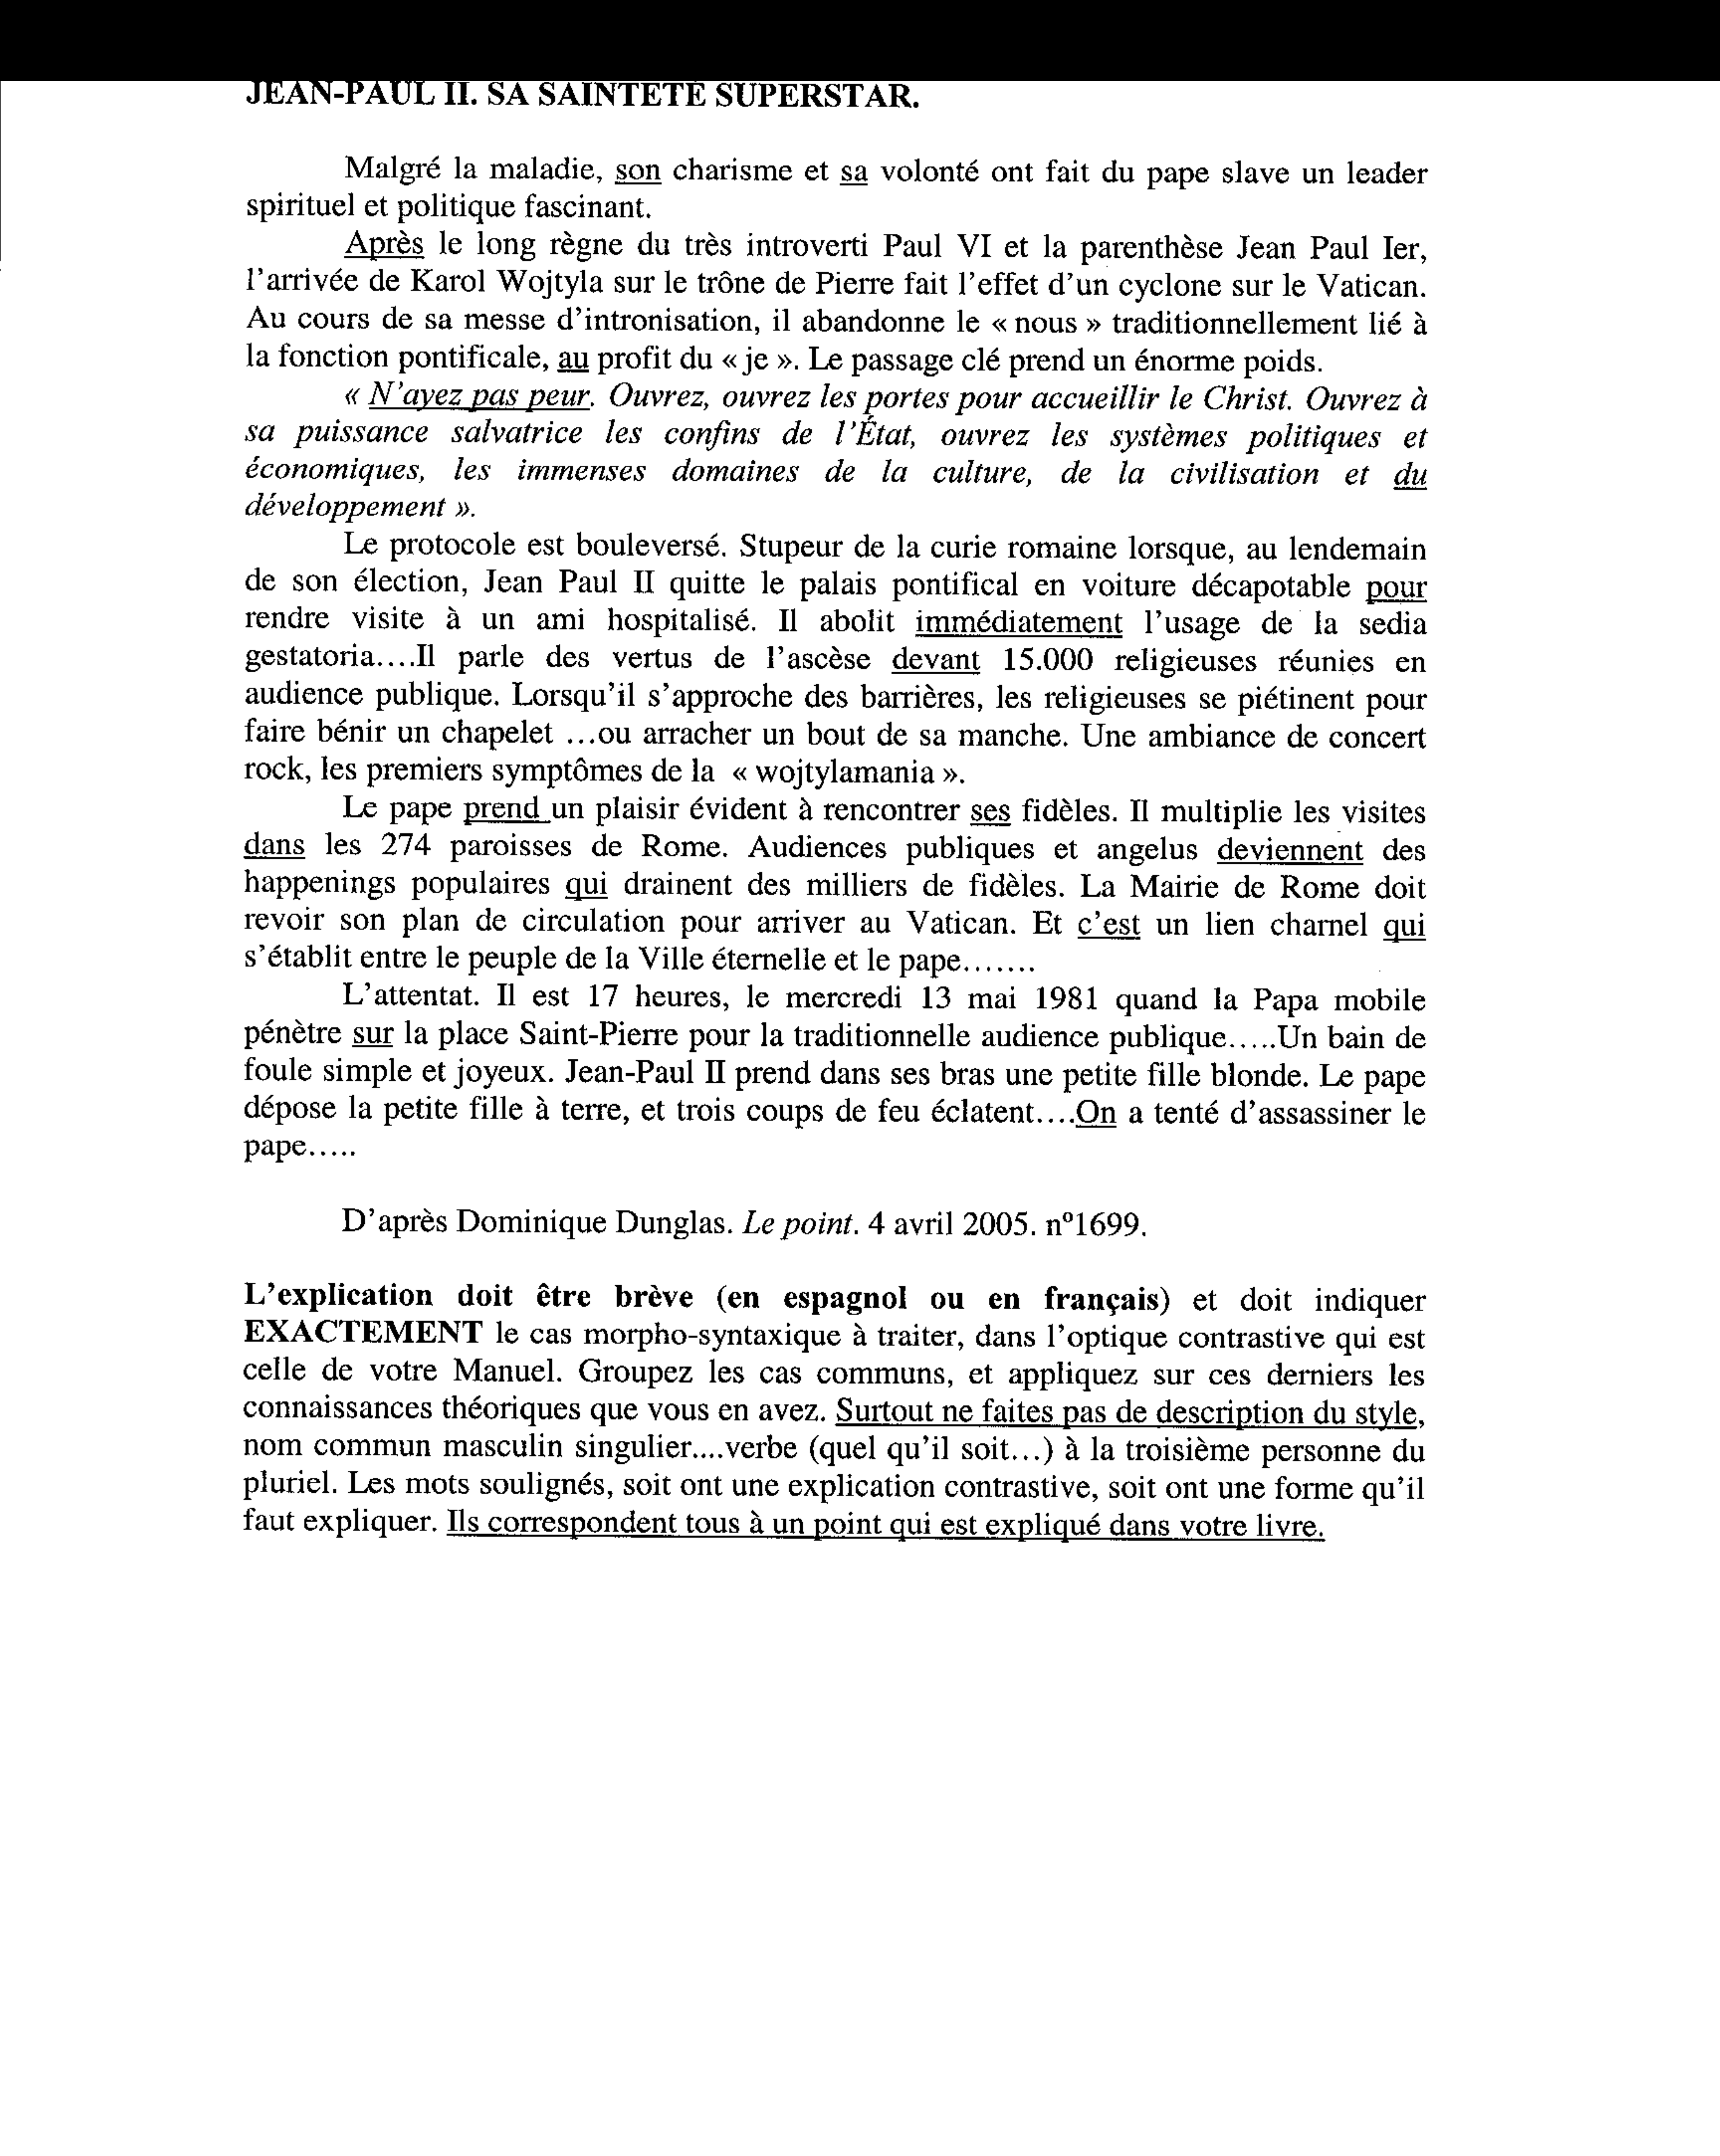 JEAN-PAUL II. SA SAINTETÉ SUPERSTAR.
Malgré la maladie, son charisme et sa volonté ont fait du pape slave un leader
spirituel et politique fascinant.
Après le long règne du très introverti Paul VI et la parenthèse Jean Paul Ier,
l'arrivée de Karol Wojtyla sur le trône de Pierre fait l'effet d'un cyclone sur le Vatican.
Au cours de sa messe d'intronisation, il abandonne le « nous » traditionnellement lié à
la fonction pontificale, au profit du « je ». Le passage clé prend un énorme poids.
« N'ayez pas peur. Ouvrez, ouvrez les portes pour accueillir le Christ. Ouvrez à
sa puissance salvatrice les confins de l'État, ouvrez les systèmes politiques et
économiques, les immenses domaines de la culture, de la civilisation et du
développement ».
Le protocole est bouleversé. Stupeur de la curie romaine lorsque, au lendemain
de son élection, Jean Paul II quitte le palais pontifical en voiture décapotable pour
rendre visite à un ami hospitalisé. Il abolit immédiatement l'usage de la sedia
gestatoria....Il parle des vertus de l'ascèse devant 15.000 religieuses réunies en
audience publique. Lorsqu'il s'approche des barrières, les religieuses se piétinent pour
faire bénir un chapelet ...ou arracher un bout de sa manche. Une ambiance de concert
rock, les premiers symptômes de la « wojtylamania ».
Le pape prend un plaisir évident à rencontrer ses fidèles. Il multiplie les visites
dans les 274 paroisses de Rome. Audiences publiques et angelus deviennent des
happenings populaires qui drainent des milliers de fidèles. La Mairie de Rome doit
revoir son plan de circulation pour arriver au Vatican. Et c'est un lien charnel qui
s'établit entre le peuple de la Ville éternelle et le pape.......
L'attentat. Il est 17 heures, le mercredi 13 mai 1981 quand la Papa mobile
pénètre sur la place Saint-Pierre pour la traditionnelle audience publique.....Un bain de
foule simple et joyeux. Jean-Paul II prend dans ses bras une petite fille blonde. Le pape
dépose la petite fille à terre, et trois coups de feu éclatent....On a tenté d'assassiner le
pape.....
D'après Dominique Dunglas. Le point. 4 avril 2005. nº1699.
L'explication doit être brève (en espagnol ou en français) et doit indiquer
EXACTEMENT le cas morpho-syntaxique à traiter, dans l'optique contrastive qui est
celle de votre Manuel. Groupez les cas communs, et appliquez sur ces derniers les
connaissances théoriques que vous en avez. Surtout ne faites pas de description du style,
nom commun masculin singulier....verbe (quel qu'il soit...) à la troisième personne du
pluriel. Les mots soulignés, soit ont une explication contrastive, soit ont une forme qu'il
faut expliquer. Ils correspondent tous à un point qui est expliqué dans votre livre.